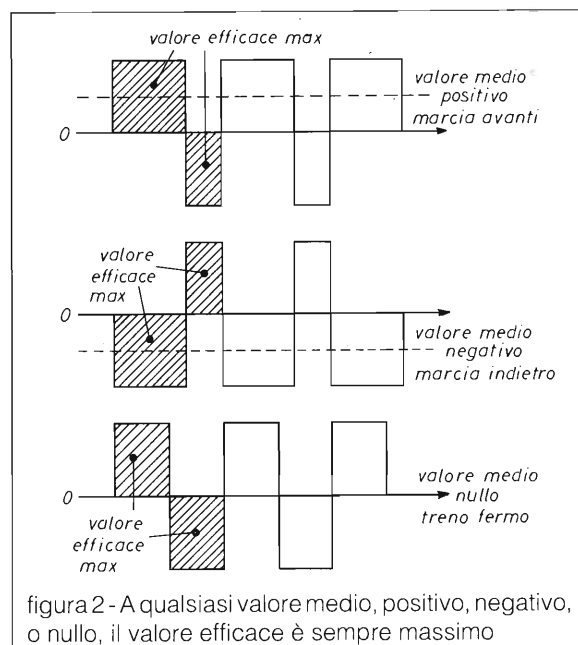 valore efficace max
valore medio
positivo
marcia avanti
0
valore
efficace
max
0
valore medio
negativo
marcia indietro
0
valore
efficace
max
valore medio
nullo
treno fermo
figura 2 - A qualsiasi valore medio, positivo, negativo,
o nullo, il valore efficace è sempre massimo